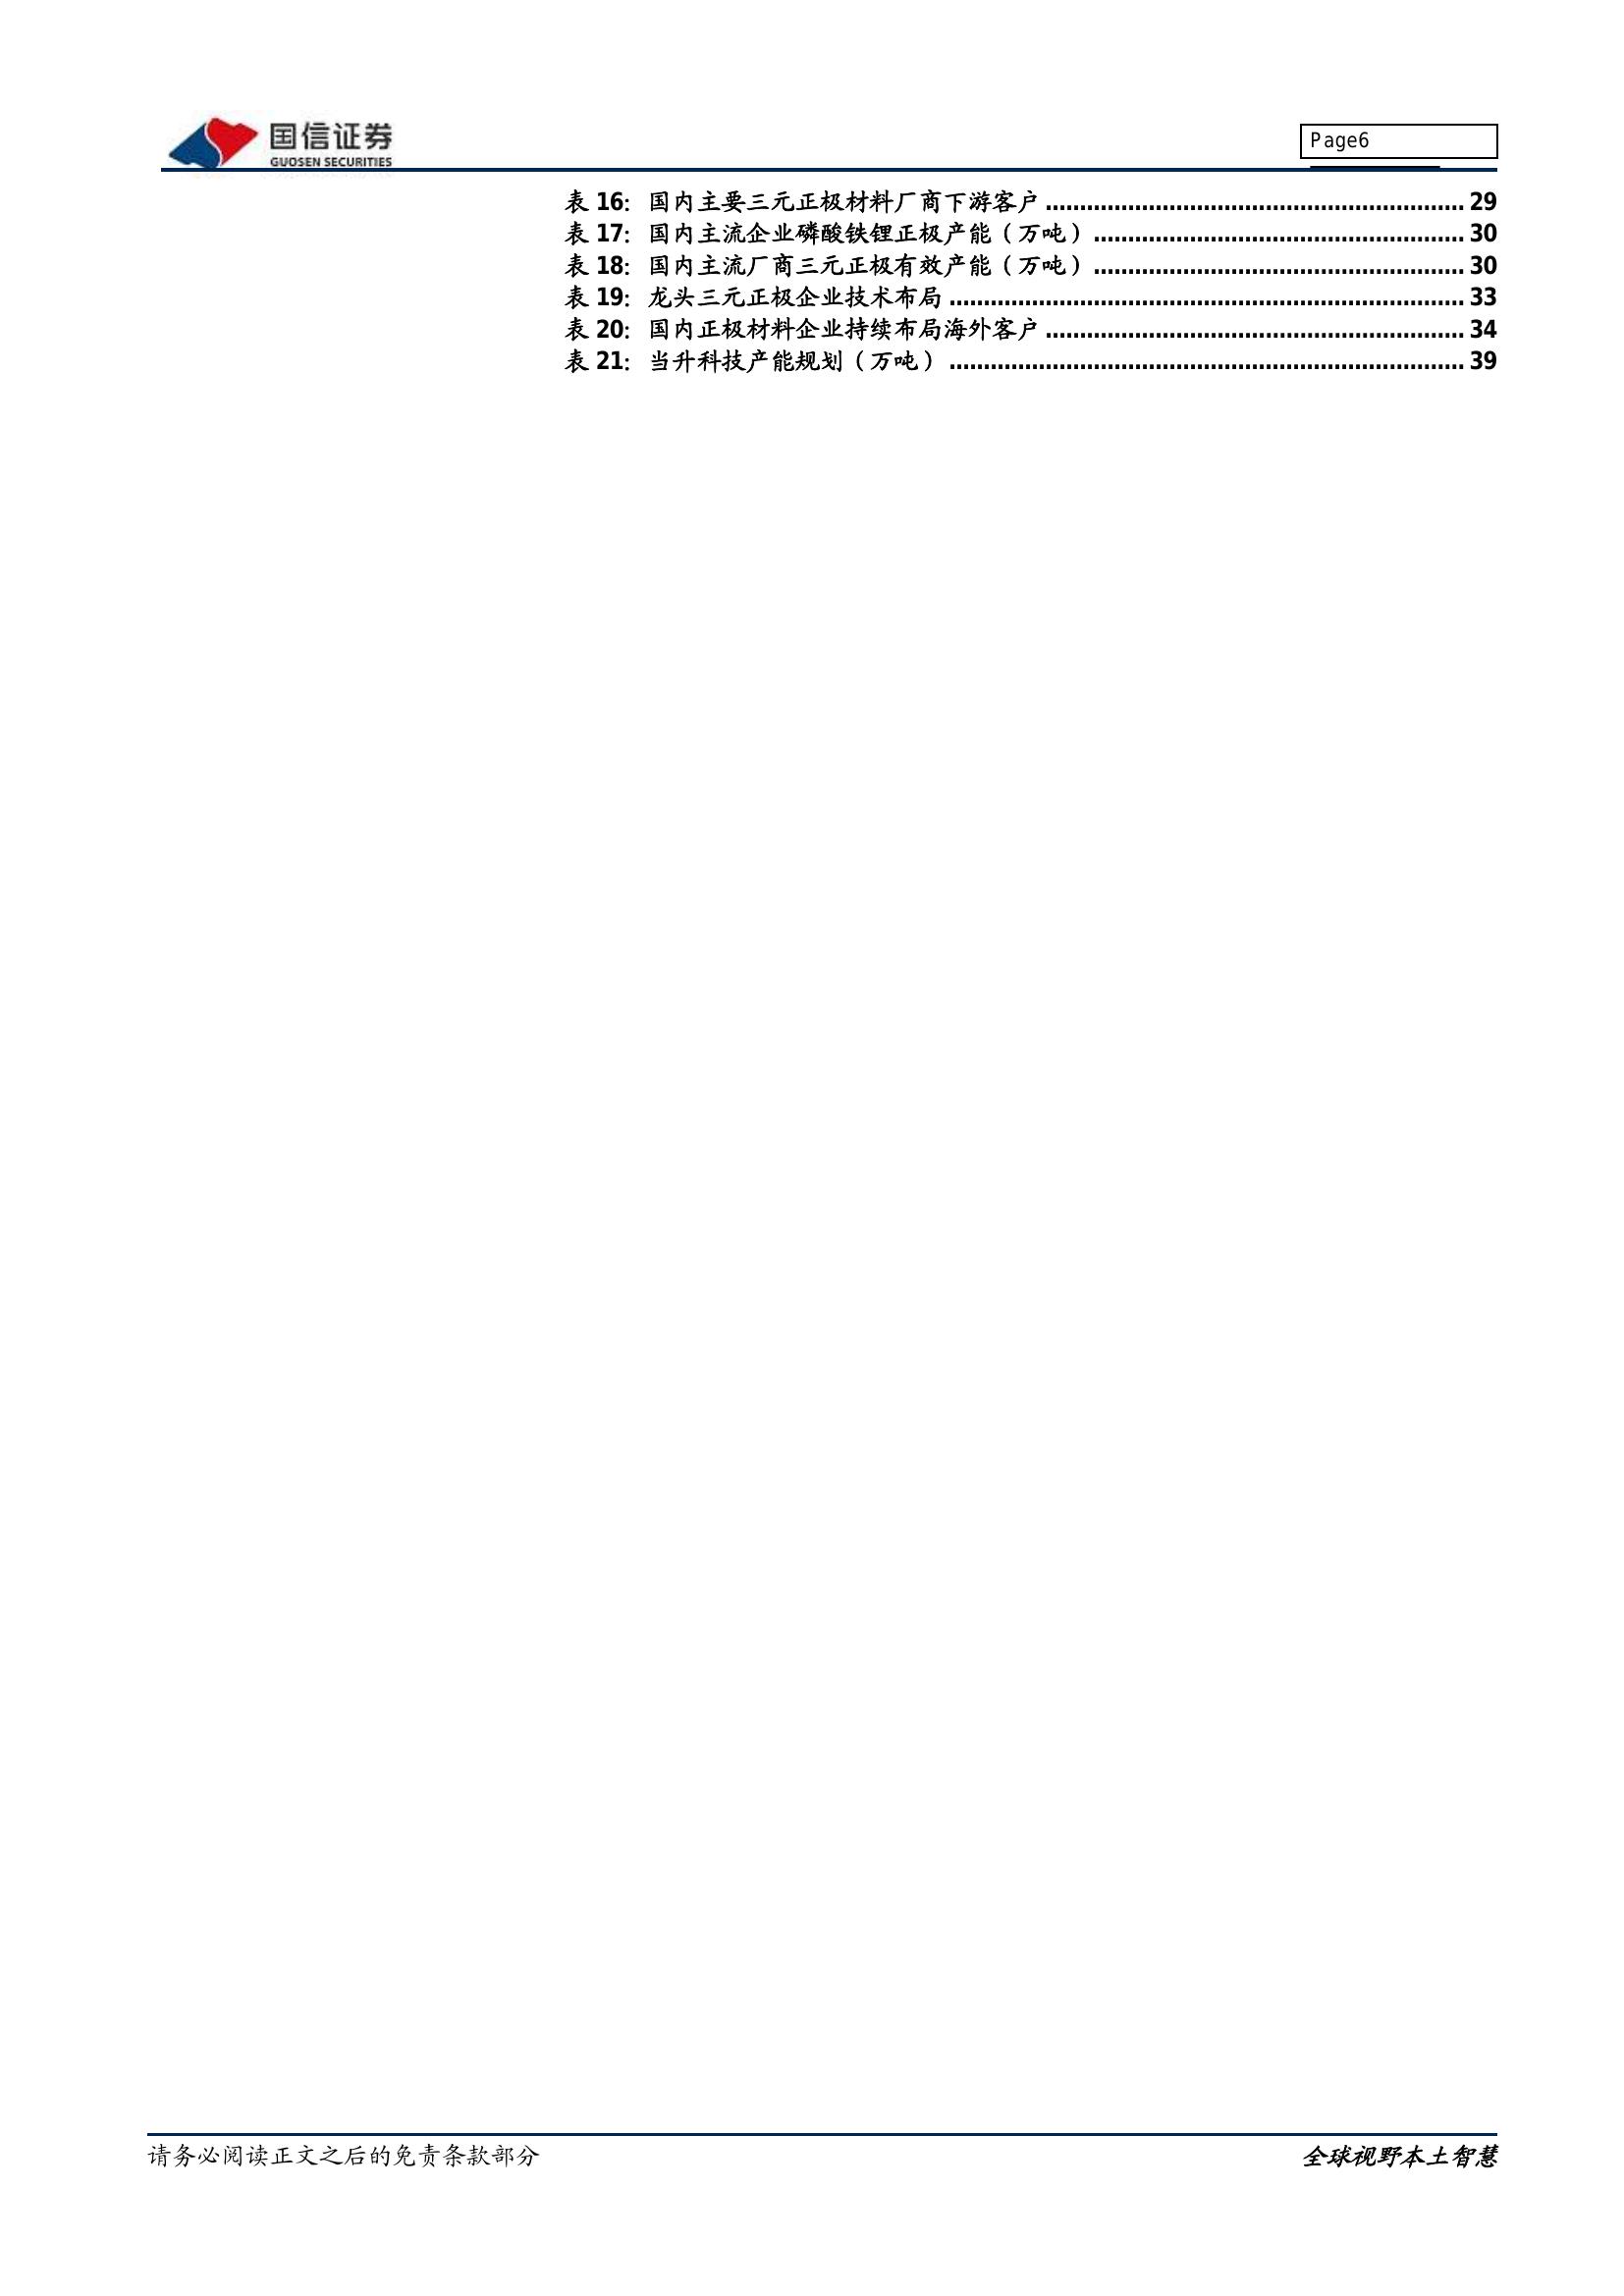 国信证券
GUOSEN SECURITIES
Page6
表 16： 国内主要三元正极材料厂商下游客户 ............................................................. 29
表 17： 国内主流企业磷酸铁锂正极产能（万吨） ...................................................... 30
表 18： 国内主流厂商三元正极有效产能（万吨） ...................................................... 30
表 19： 龙头三元正极企业技术布局 ........................................................................... 33
表 20： 国内正极材料企业持续布局海外客户 ............................................................. 34
表 21： 当升科技产能规划（万吨） ........................................................................... 39
请务必阅读正文之后的免责条款部分
全球视野本土智慧